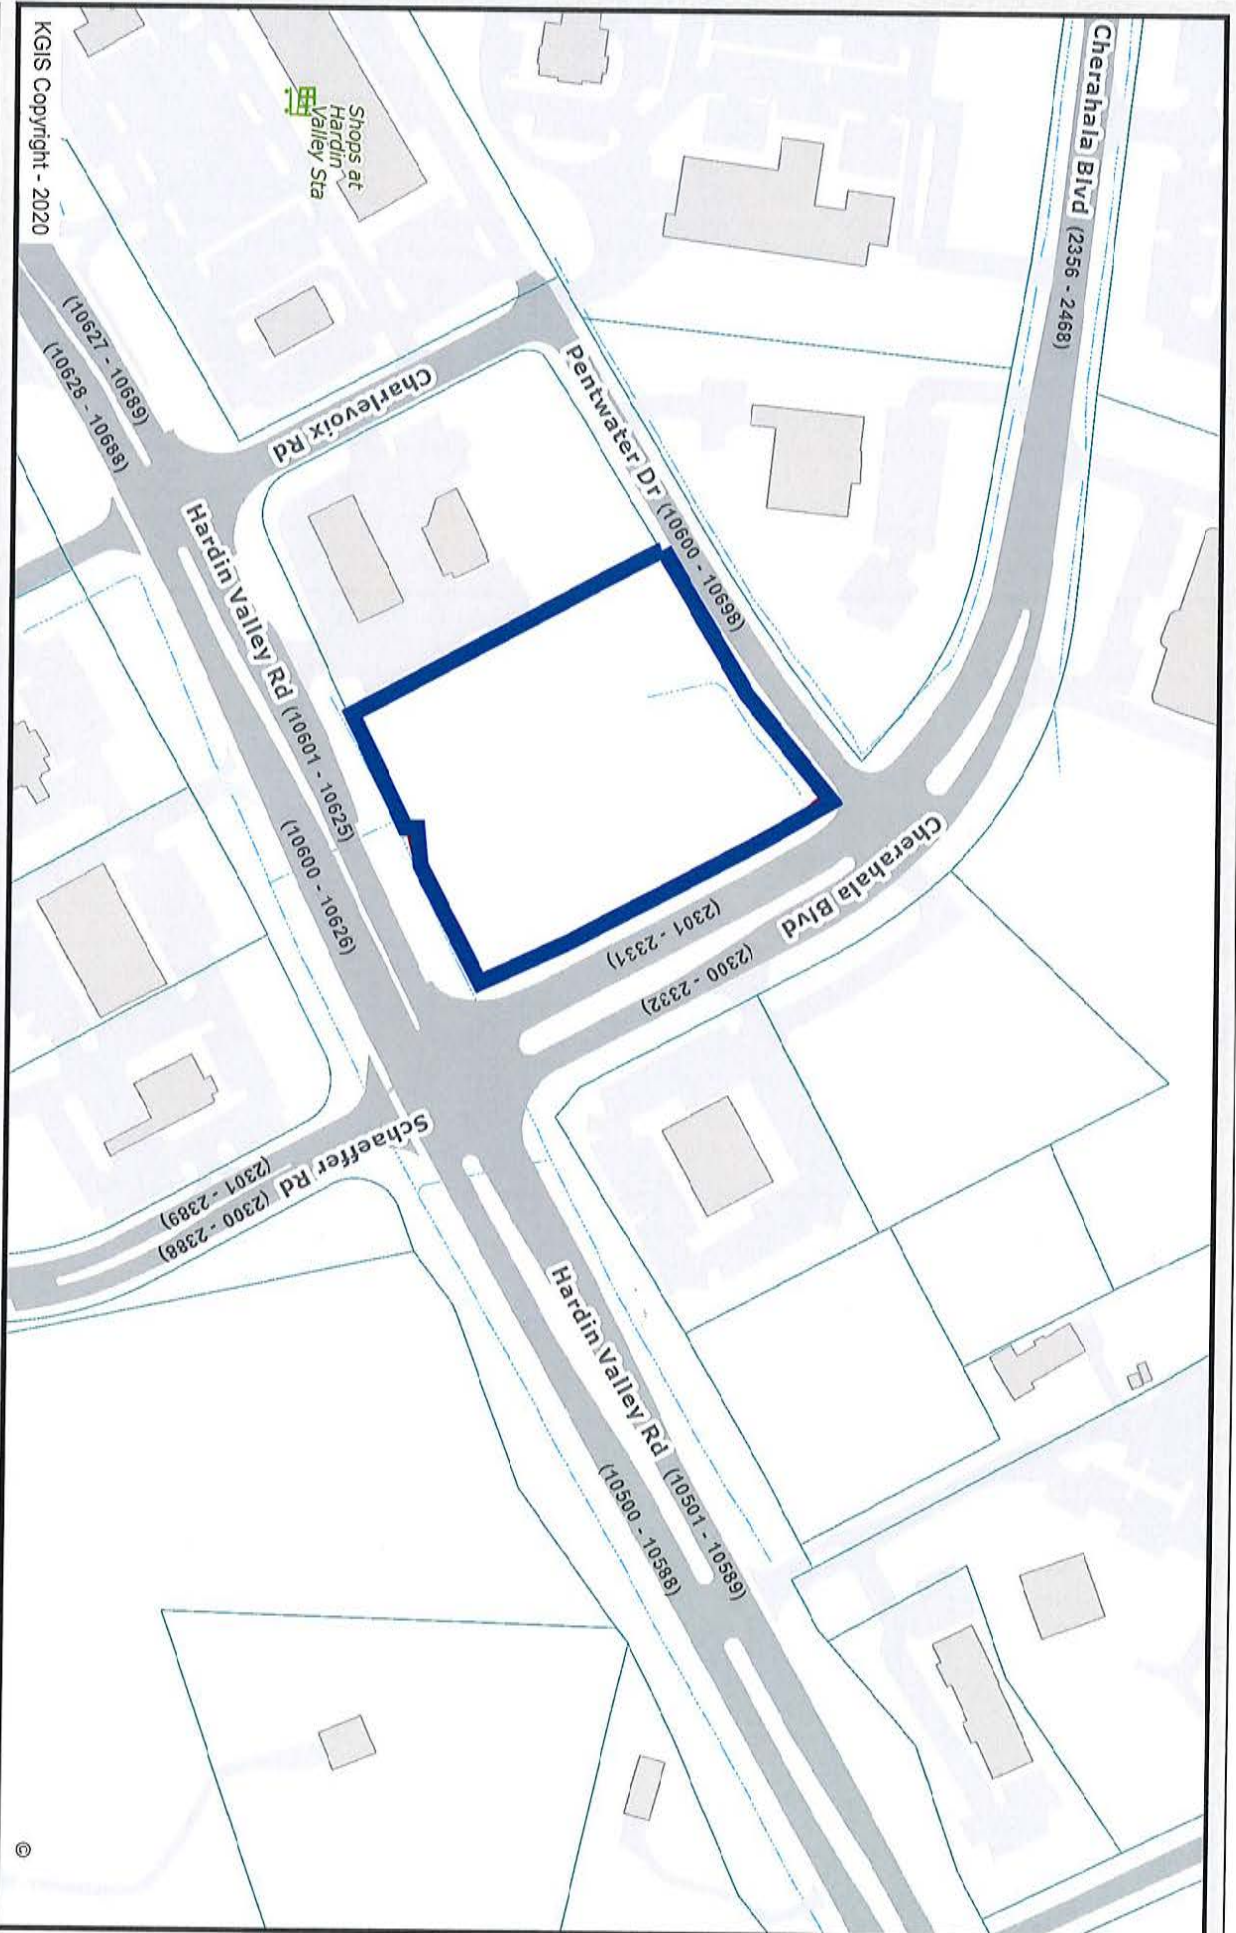 Cherahala Blvd (2356 - 2468)
Shops at
Hardin
Valley Sta
Pentwater Dr (10600 - 10698)
Charlevoix Rd
Cherahala Blvd
(2301 - 2331)
(2300 - 2332)
(10627 - 10689)
(10628 - 10688)
Hardin Valley Rd (10601 - 10625)
(10600 - 10626)
Schaeffer Rd
(2301 - 2389)
(2300 - 2388)
Hardin Valley Rd (10501 - 10589)
(10500 - 10588)
KGIS Copyright - 2020
©